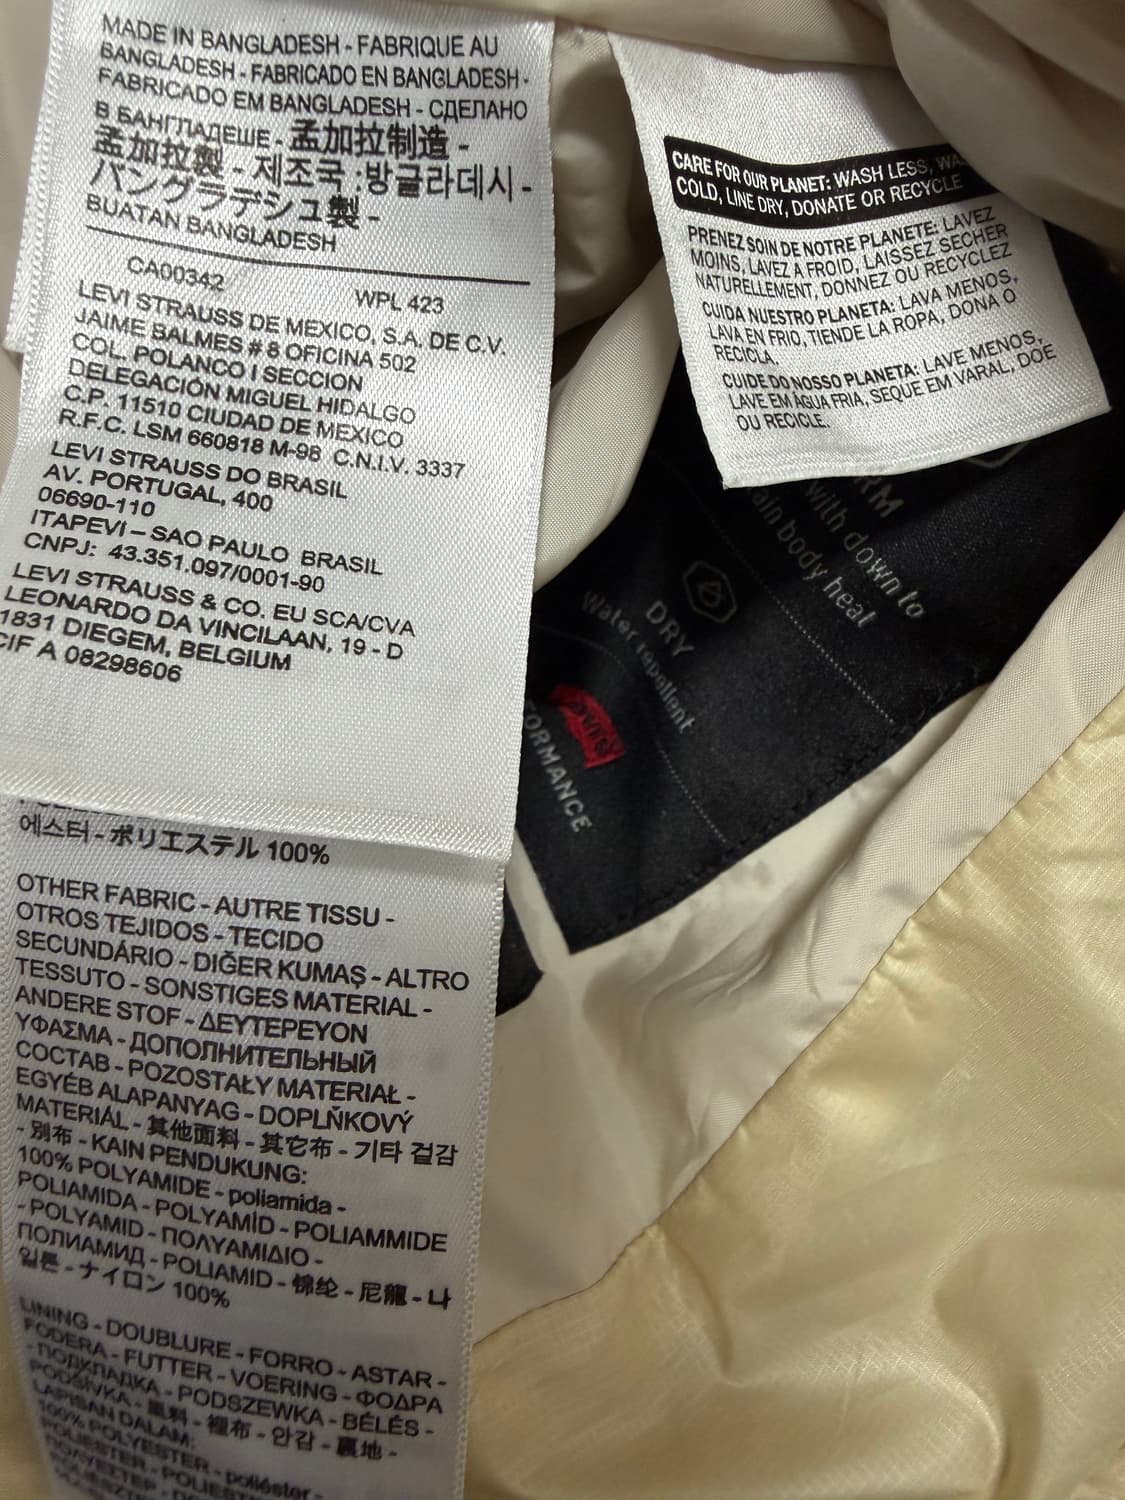 MADE IN BANGLADESH - FABRIQUE AU
BANGLADESH - FABRICADO EN BANGLADESH -
FABRICADO EM BANGLADESH - СДЕЛАНО
В БАНГЛАДЕШЕ - 孟加拉制造 -
孟加拉製 - 제조국 :방글라데시 -
バングラデシュ製 -
BUATAN BANGLADESH
CA00342 WPL 423
LEVI STRAUSS DE MEXICO, S.A. DE C.V.
JAIME BALMES # 8 OFICINA 502
COL. POLANCO I SECCION
DELEGACIÓN MIGUEL HIDALGO
C.P. 11510 CIUDAD DE MEXICO
R.F.C. LSM 660818 M-98 C.N.I.V. 3337
LEVI STRAUSS DO BRASIL
AV. PORTUGAL, 400
06690-110
ITAPEVI – SAO PAULO BRASIL
CNPJ: 43.351.097/0001-90
LEVI STRAUSS & CO. EU SCA/CVA
LEONARDO DA VINCILAAN, 19 - D
1831 DIEGEM, BELGIUM
CIF A 08298606
에스터 - ポリエステル 100%
OTHER FABRIC - AUTRE TISSU -
OTROS TEJIDOS - TECIDO
SECUNDÁRIO - DIĞER KUMAŞ - ALTRO
TESSUTO - SONSTIGES MATERIAL -
ANDERE STOF - ΔΕΥΤΕΡΕΥΟΝ
ΥΦΑΣΜΑ - ДОПОЛНИТЕЛЬНЫЙ
СОСТАВ - POZOSTAŁY MATERIAŁ -
EGYÉB ALAPANYAG - DOPLŇKOVÝ
MATERIÁL - 其他面料 - 其它布 - 기타 겉감
- 別布 - KAIN PENDUKUNG:
100% POLYAMIDE - poliamida -
POLIAMIDA - POLYAMİD - POLIAMMIDE
- POLYAMID - ΠΟΛΥΑΜΙΔΙΟ -
ПОЛИАМИД - POLIAMID - 锦纶 - 尼龍 - 나
일론 - ナイロン 100%
LINING - DOUBLURE - FORRO - ASTAR -
FODERA - FUTTER - VOERING - ΦΟΔΡΑ
- ПОДКЛАДКА - PODSZEWKA - BÉLÉS -
PODŠÍVKA - 里料 - 裡布 - 안감 - 裏地 -
LAPISAN DALAM:
100% POLYESTER - poliéster -
CARE FOR OUR PLANET: WASH LESS, WA
COLD, LINE DRY, DONATE OR RECYCLE
PRENEZ SOIN DE NOTRE PLANETE: LAVEZ
MOINS, LAVEZ A FROID, LAISSEZ SECHER
NATURELLEMENT, DONNEZ OU RECYCLEZ
CUIDA NUESTRO PLANETA: LAVA MENOS,
LAVA EN FRIO, TIENDE LA ROPA, DONA O
RECICLA.
CUIDE DO NOSSO PLANETA: LAVE MENOS,
LAVE EM ÁGUA FRIA, SEQUE EM VARAL, DOE
OU RECICLE.
RM
with down to
ain body heat
DRY
Water repellent
Levi's
FORMANCE